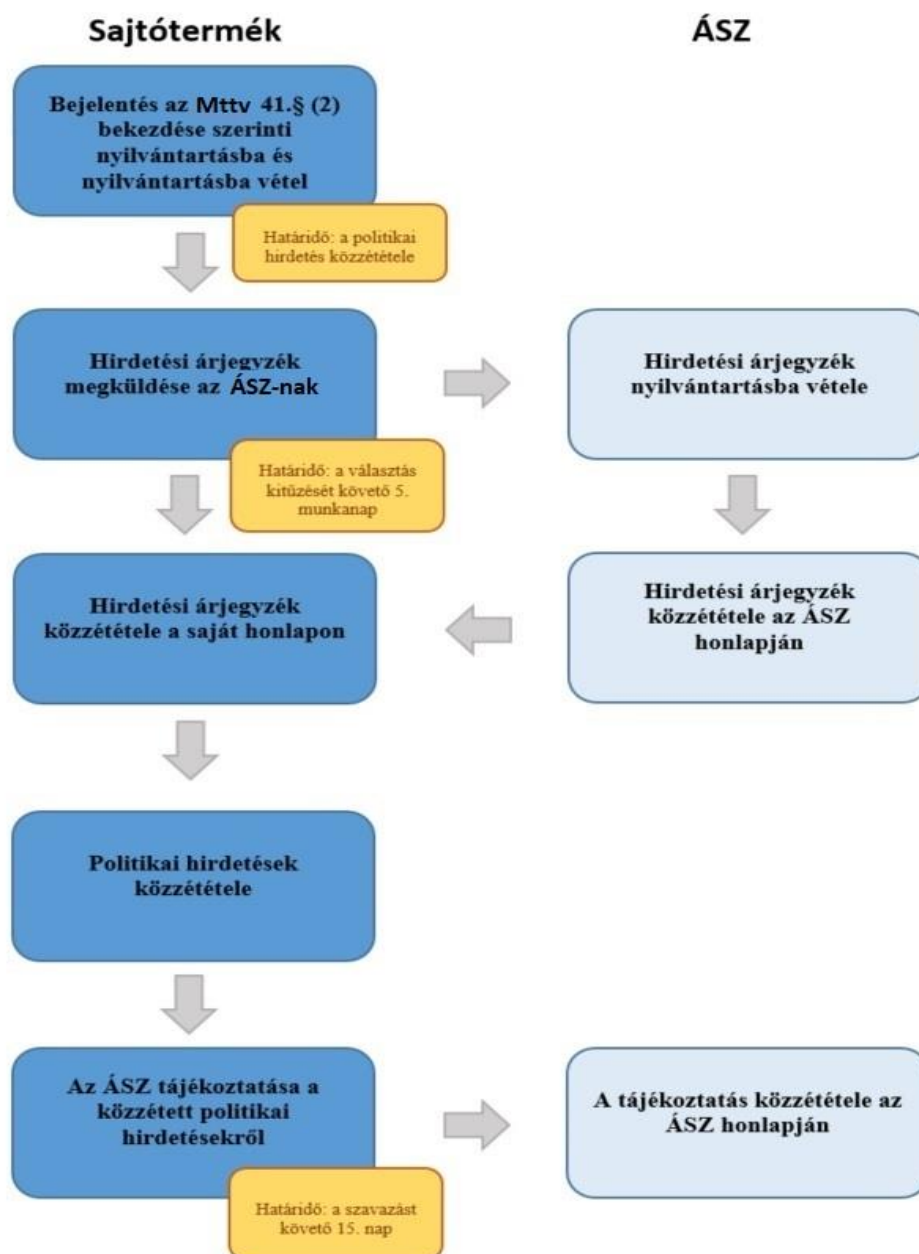 Sajtótermék
ÁSZ
Bejelentés az Mttv 41.§ (2)
bekezdése szerinti
nyilvántartásba és
nyilvántartásba vétel
Határidő: a politikai
hirdetés közzététele
Hirdetési árjegyzék
megküldése az ÁSZ-nak
Hirdetési árjegyzék
nyilvántartásba vétele
Határidő: a választás
kitűzését követő 5.
munkanap
Hirdetési árjegyzék
közzététele a saját honlapon
Hirdetési árjegyzék
közzététele az ÁSZ
honlapján
Politikai hirdetések
közzététele
Az ÁSZ tájékoztatása a
közzétett politikai
hirdetésekről
A tájékoztatás közzététele az
ÁSZ honlapján
Határidő: a szavazást
követő 15. nap